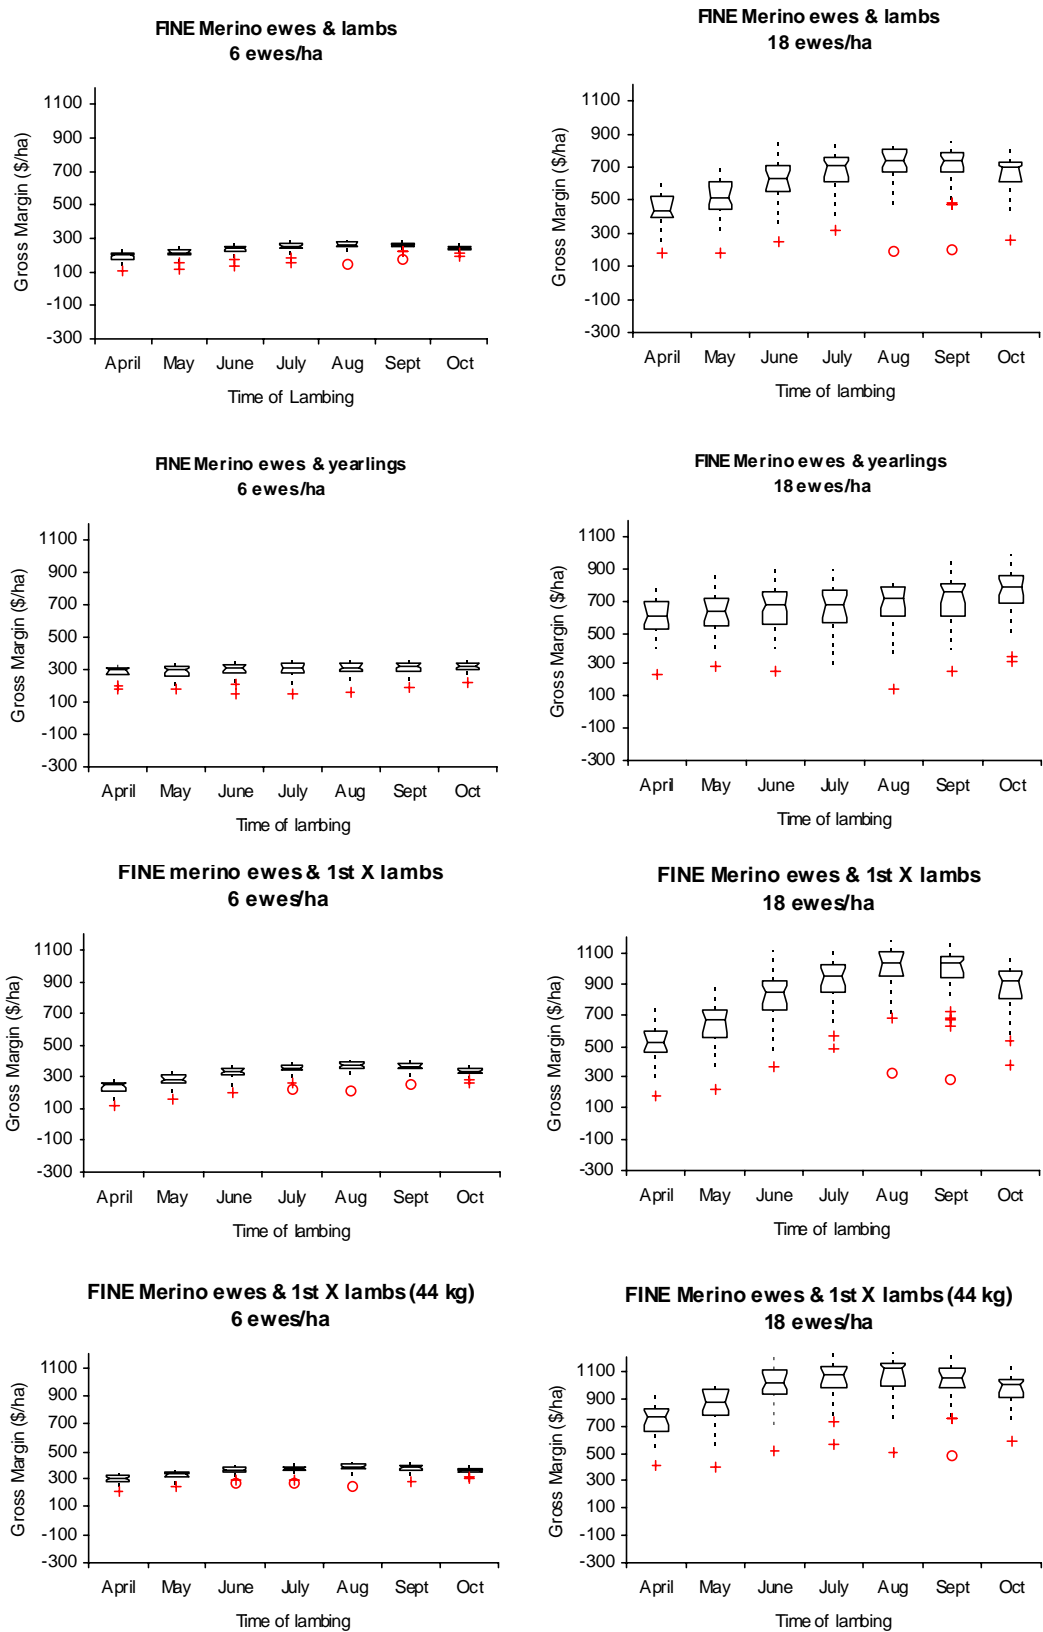 FINE Merino ewes & lambs
6 ewes/ha
Gross Margin ($/ha)
1100
900
700
500
300
100
-100
-300
April May June July Aug Sept Oct
Time of Lambing
FINE Merino ewes & lambs
18 ewes/ha
Gross Margin ($/ha)
1100
900
700
500
300
100
-100
-300
April May June July Aug Sept Oct
Time of lambing
FINE Merino ewes & yearlings
6 ewes/ha
Gross Margin ($/ha)
1100
900
700
500
300
100
-100
-300
April May June July Aug Sept Oct
Time of lambing
FINE Merino ewes & yearlings
18 ewes/ha
Gross Margin ($/ha)
1100
900
700
500
300
100
-100
-300
April May June July Aug Sept Oct
Time of lambing
FINE merino ewes & 1st X lambs
6 ewes/ha
Gross Margin ($/ha)
1100
900
700
500
300
100
-100
-300
April May June July Aug Sept Oct
Time of lambing
FINE Merino ewes & 1st X lambs
18 ewes/ha
Gross Margin ($/ha)
1100
900
700
500
300
100
-100
-300
April May June July Aug Sept Oct
Time of lambing
FINE Merino ewes & 1st X lambs (44 kg)
6 ewes/ha
Gross Margin ($/ha)
1100
900
700
500
300
100
-100
-300
April May June July Aug Sept Oct
Time of lambing
FINE Merino ewes & 1st X lambs (44 kg)
18 ewes/ha
Gross Margin ($/ha)
1100
900
700
500
300
100
-100
-300
April May June July Aug Sept Oct
Time of lambing